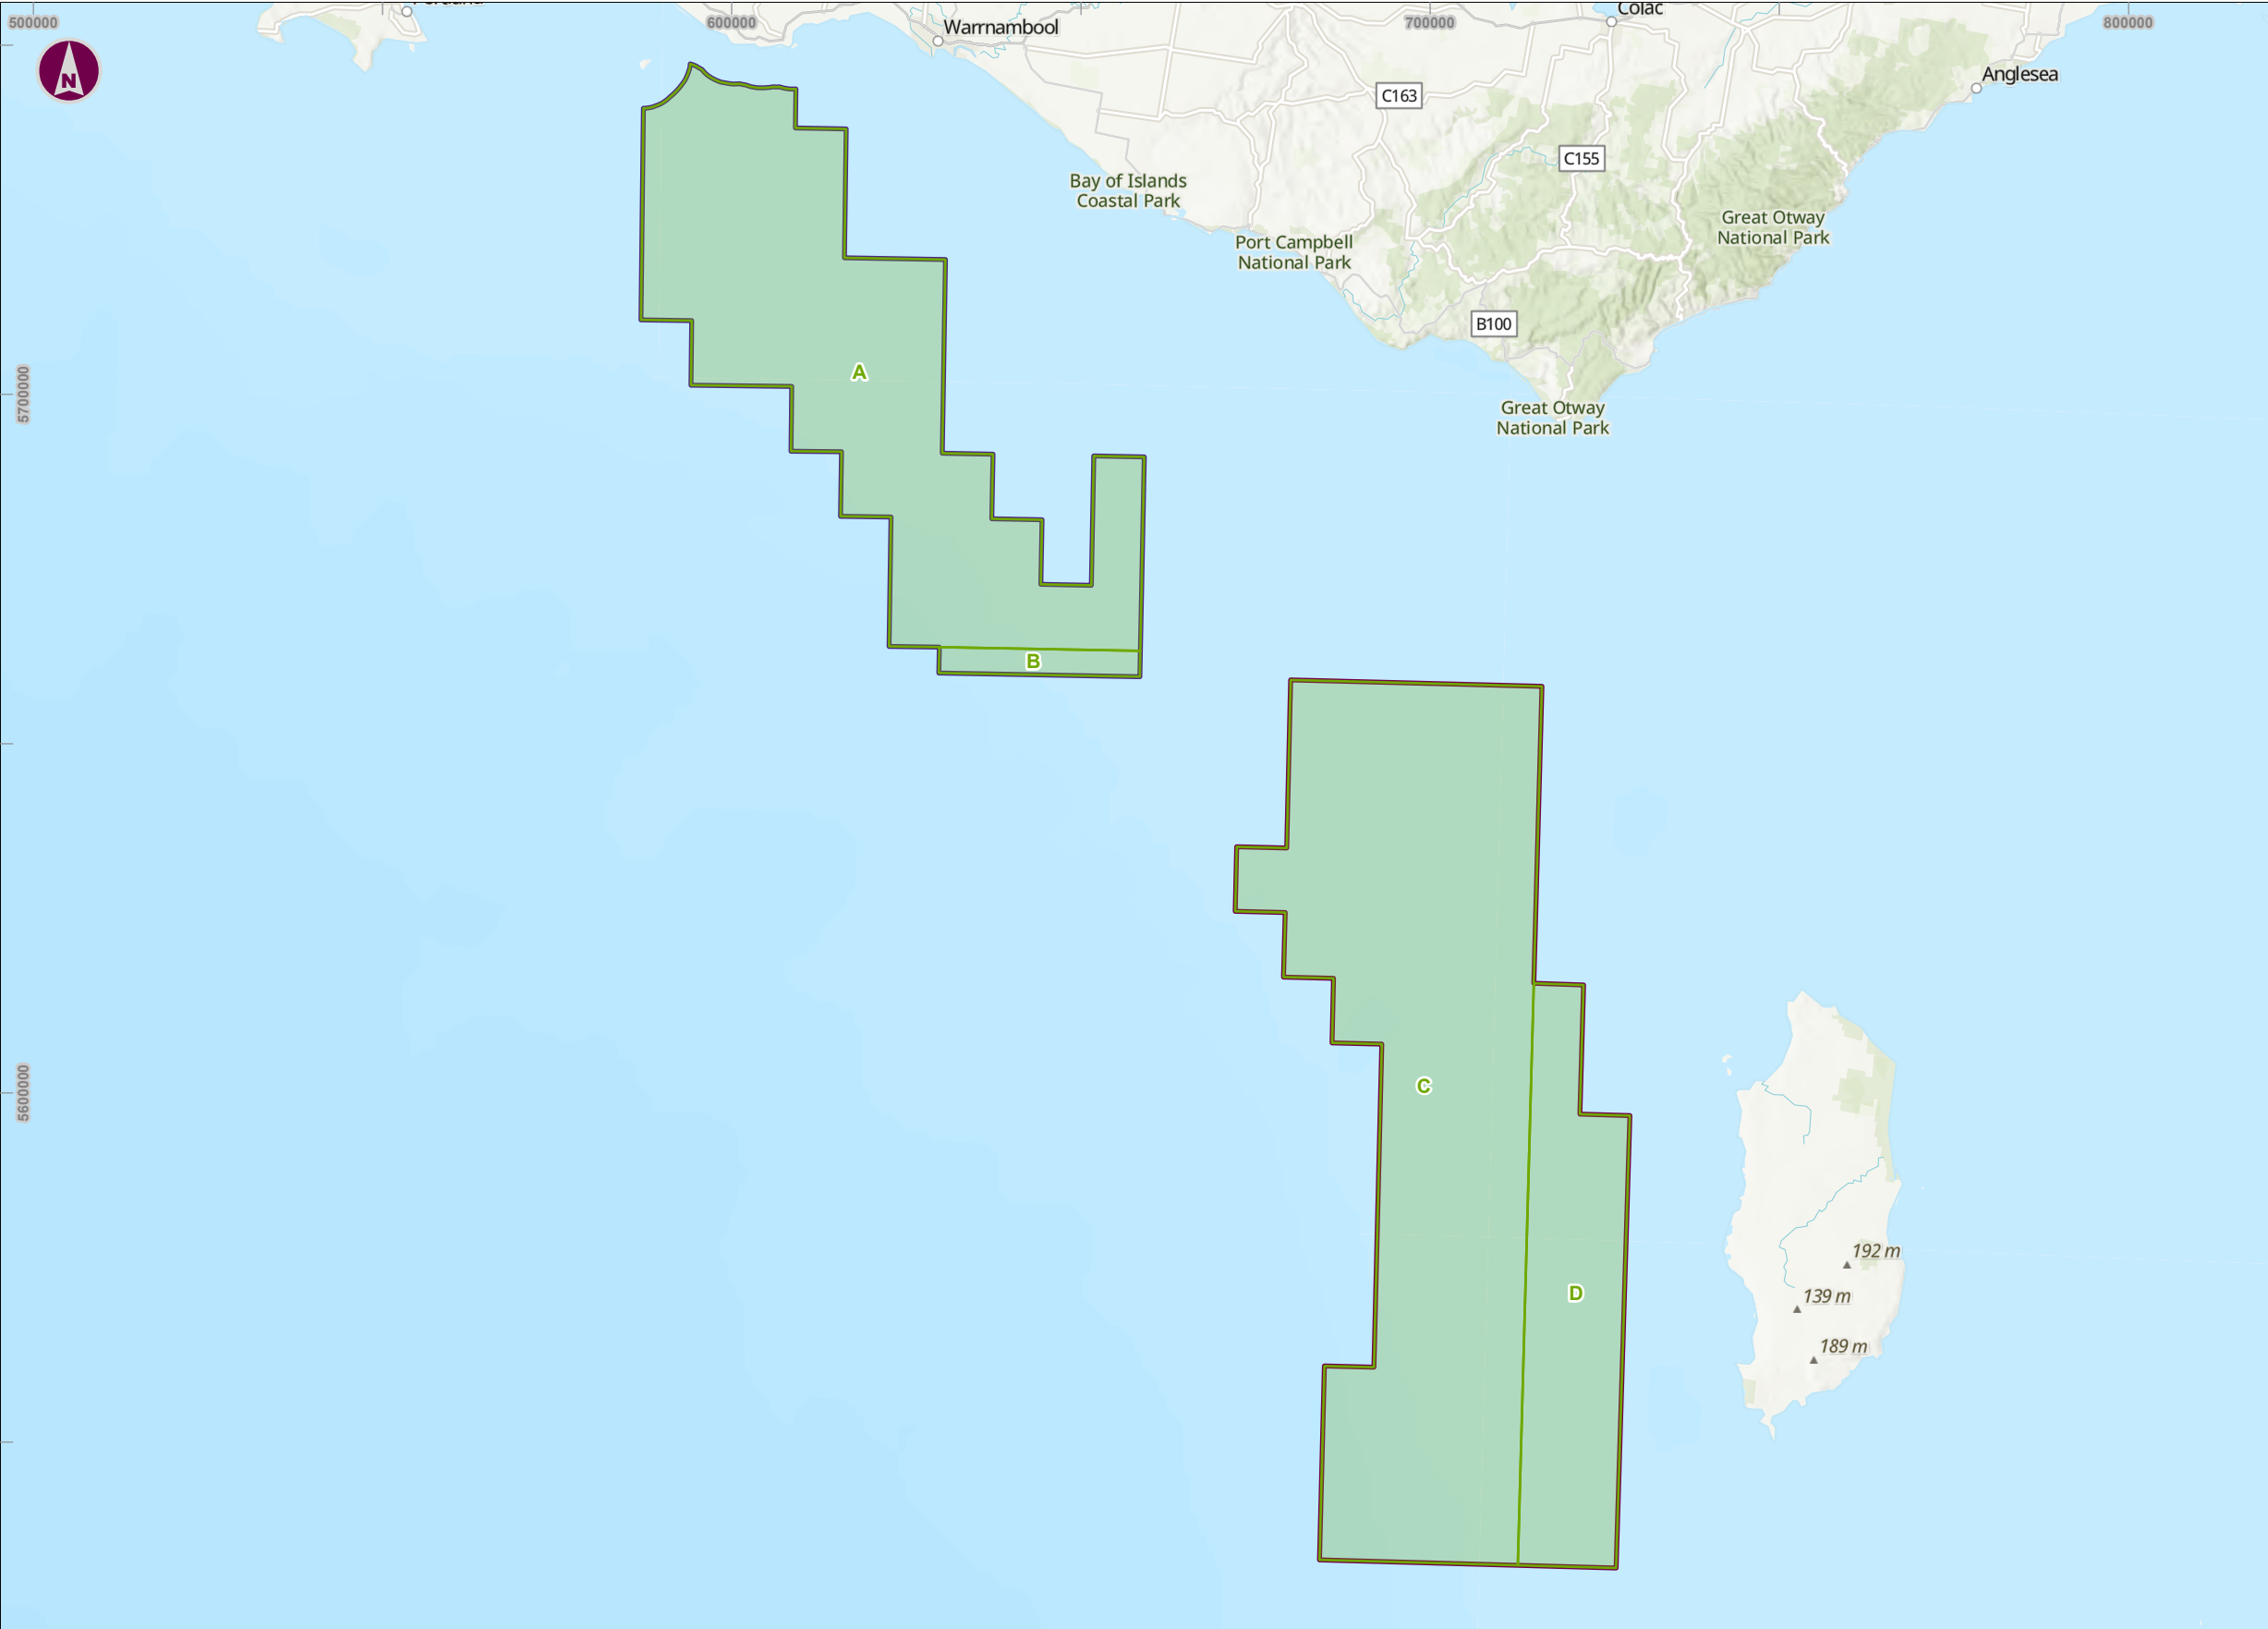 500000
600000
700000
800000
Warrnambool
Colac
Anglesea
N
C163
C155
Bay of Islands
Coastal Park
Great Otway
National Park
Port Campbell
National Park
B100
5700000
A
Great Otway
National Park
B
C
5600000
192 m
D
139 m
189 m